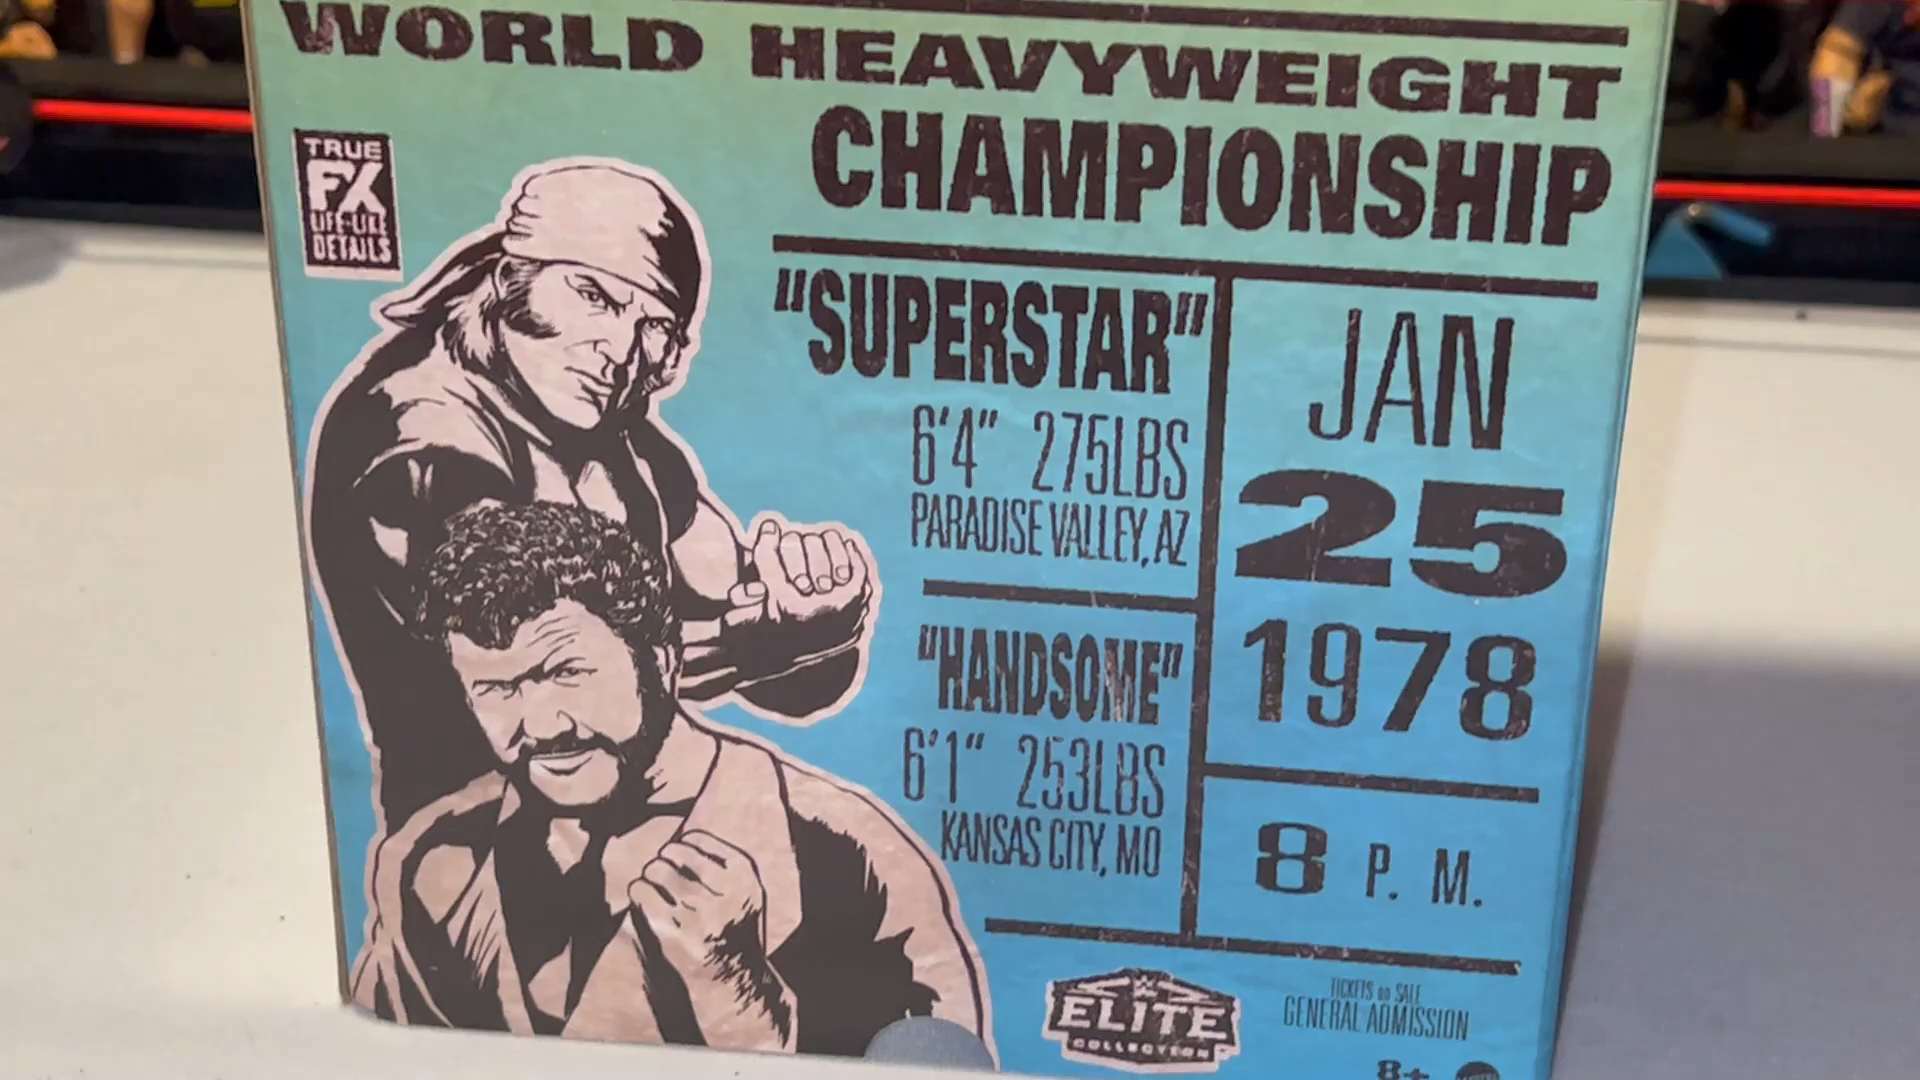 WORLD HEAVYWEIGHT
CHAMPIONSHIP
TRUE
FX
LIFE-LIKE
DETAILS
"SUPERSTAR"
6'4" 275LBS
PARADISE VALLEY, AZ
"HANDSOME"
6'1" 253LBS
KANSAS CITY, MO
JAN
25
1978
8 P. M.
W
ELITE
COLLECTION
TICKETS on SALE
GENERAL ADMISSION
8+
MATTEL